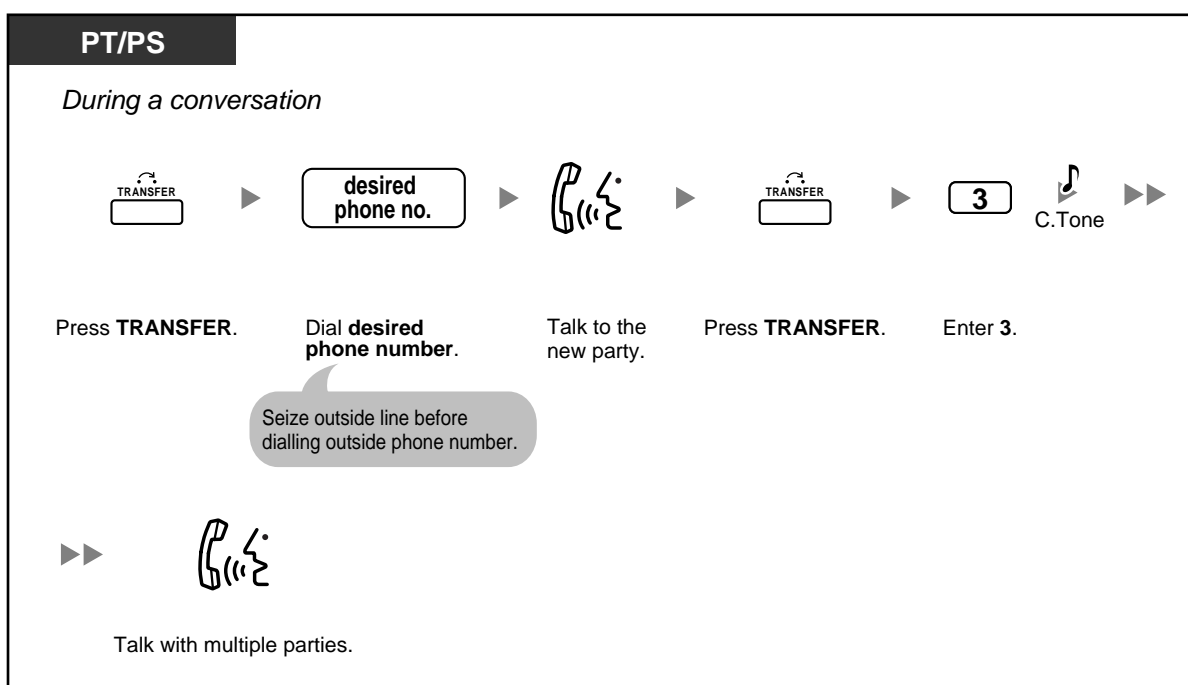 PT/PS
During a conversation
TRANSFER
desired
phone no.
TRANSFER
3
C.Tone
Press TRANSFER.
Dial desired
phone number.
Talk to the
new party.
Press TRANSFER.
Enter 3.
Seize outside line before
dialling outside phone number.
Talk with multiple parties.